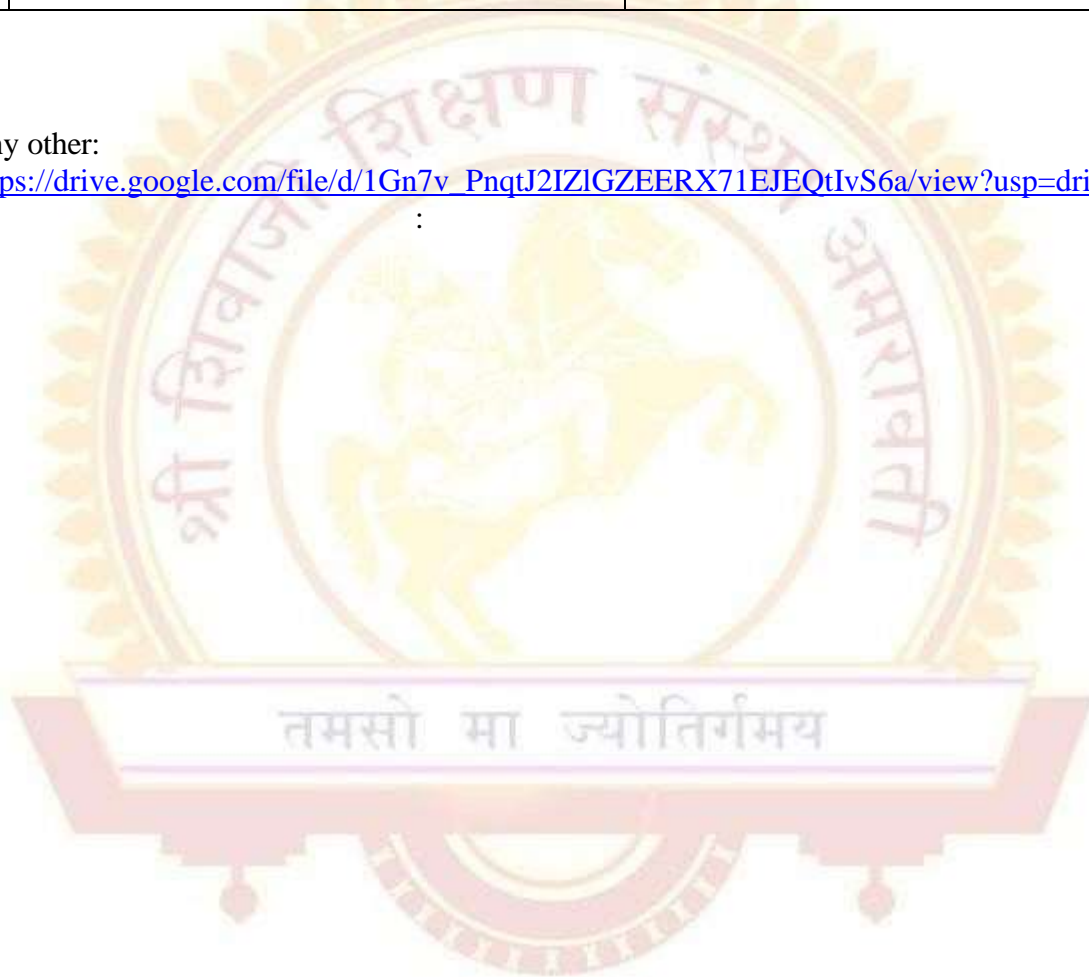 ny other:
ps://drive.google.com/file/d/1Gn7v_PnqtJ2IZlGZEERX71EJEQtIvS6a/view?usp=dri
:
श्री शिवाजी शिक्षण संस्था अमरावती
तमसो मा ज्योतिर्गमय